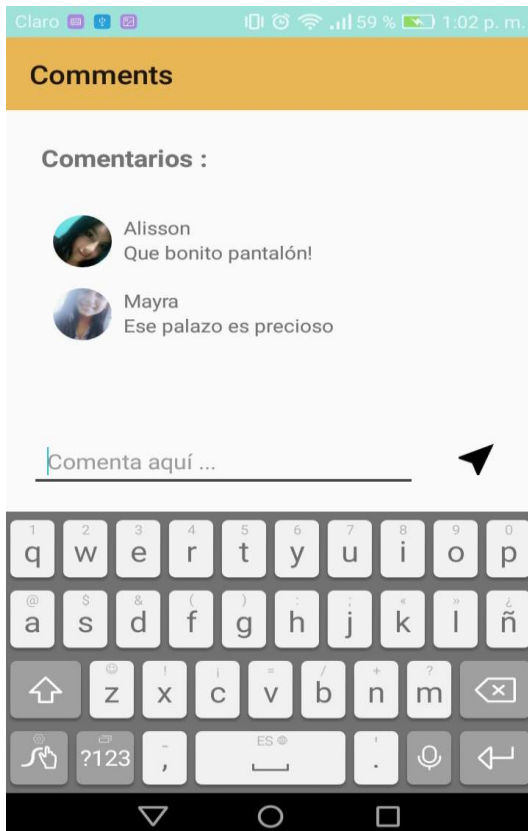 Claro 59 % 1:02 p. m.
Comments
Comentarios :
Alisson
Que bonito pantalón!
Mayra
Ese palazo es precioso
Comenta aquí ...
1 2 3 4 5 6 7 8 9 0
q w e r t y u i o p
@ $ & ( ) : ; « » ¿
a s d f g h j k l ñ
! ¡ = / + ?
z x c v b n m
ES
?123 , .